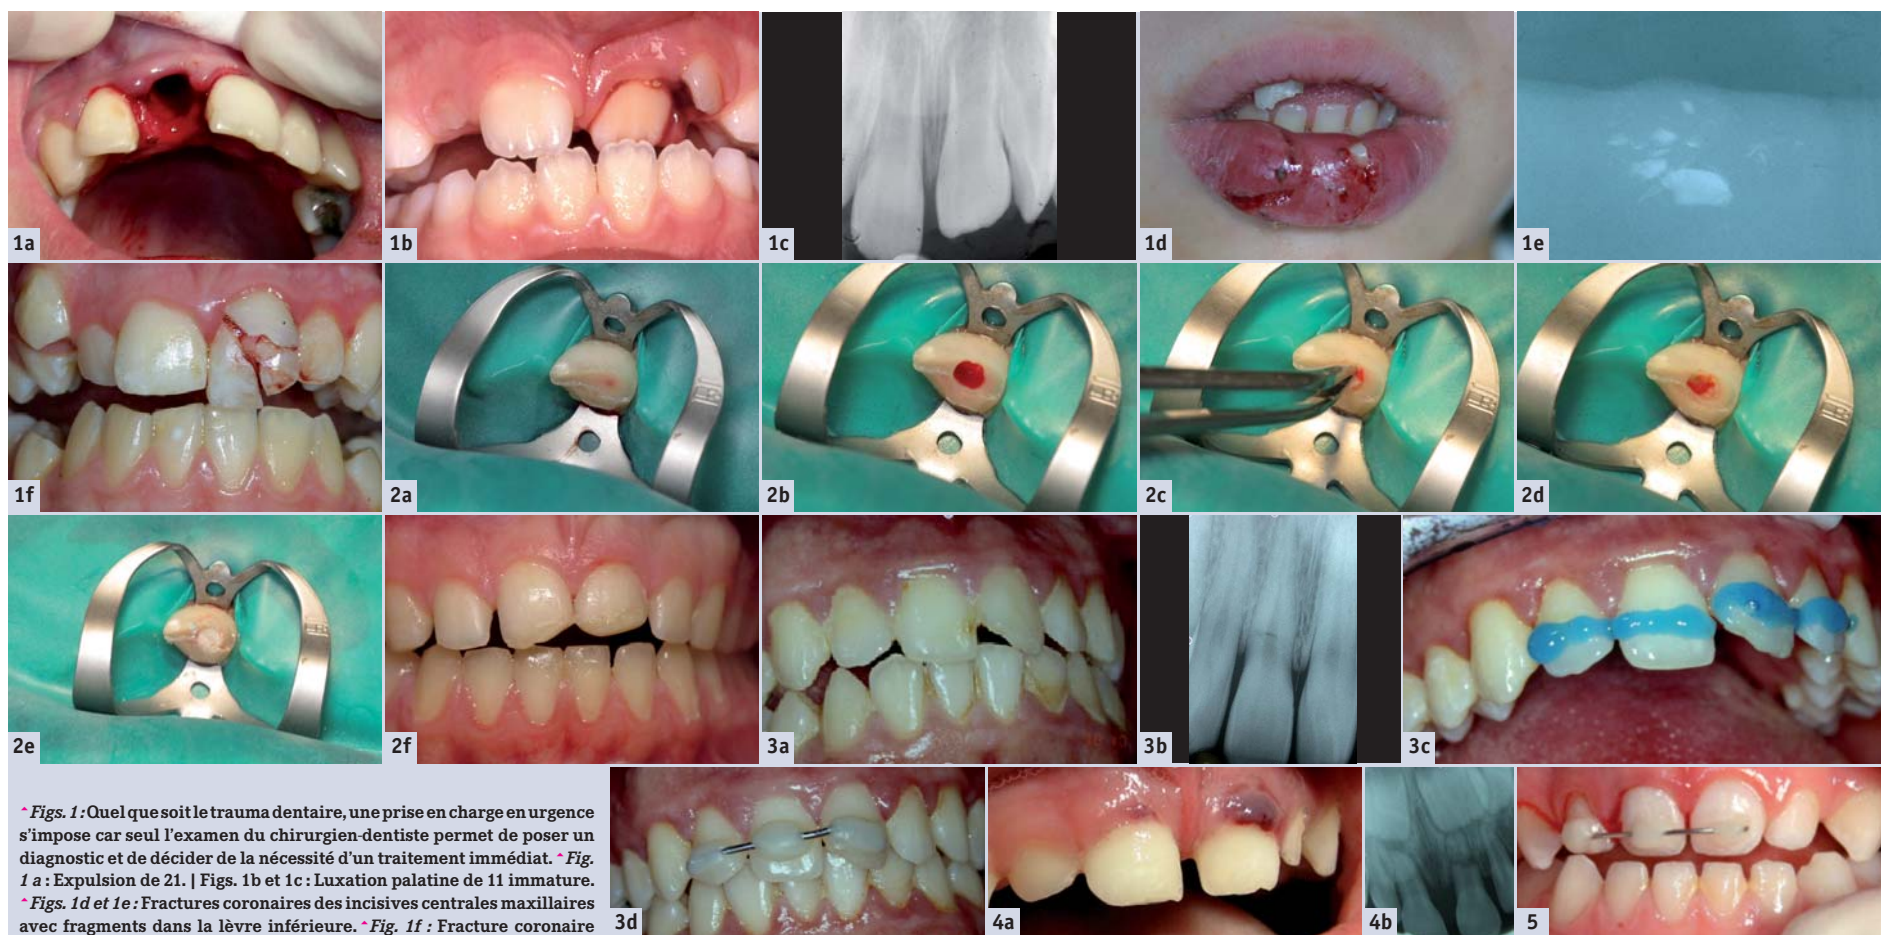 1a
1b
1c
1d
1e
1f
2a
2b
2c
2d
2e
2f
3a
3b
3c
ˆ Figs. 1 : Quel que soit le trauma dentaire, une prise en charge en urgence
s'impose car seul l'examen du chirurgien-dentiste permet de poser un
diagnostic et de décider de la nécessité d'un traitement immédiat. ˆ Fig.
1 a : Expulsion de 21. | Figs. 1b et 1c : Luxation palatine de 11 immature.
ˆ Figs. 1d et 1e : Fractures coronaires des incisives centrales maxillaires
avec fragments dans la lèvre inférieure. ˆ Fig. 1f : Fracture coronaire
3d
4a
4b
5